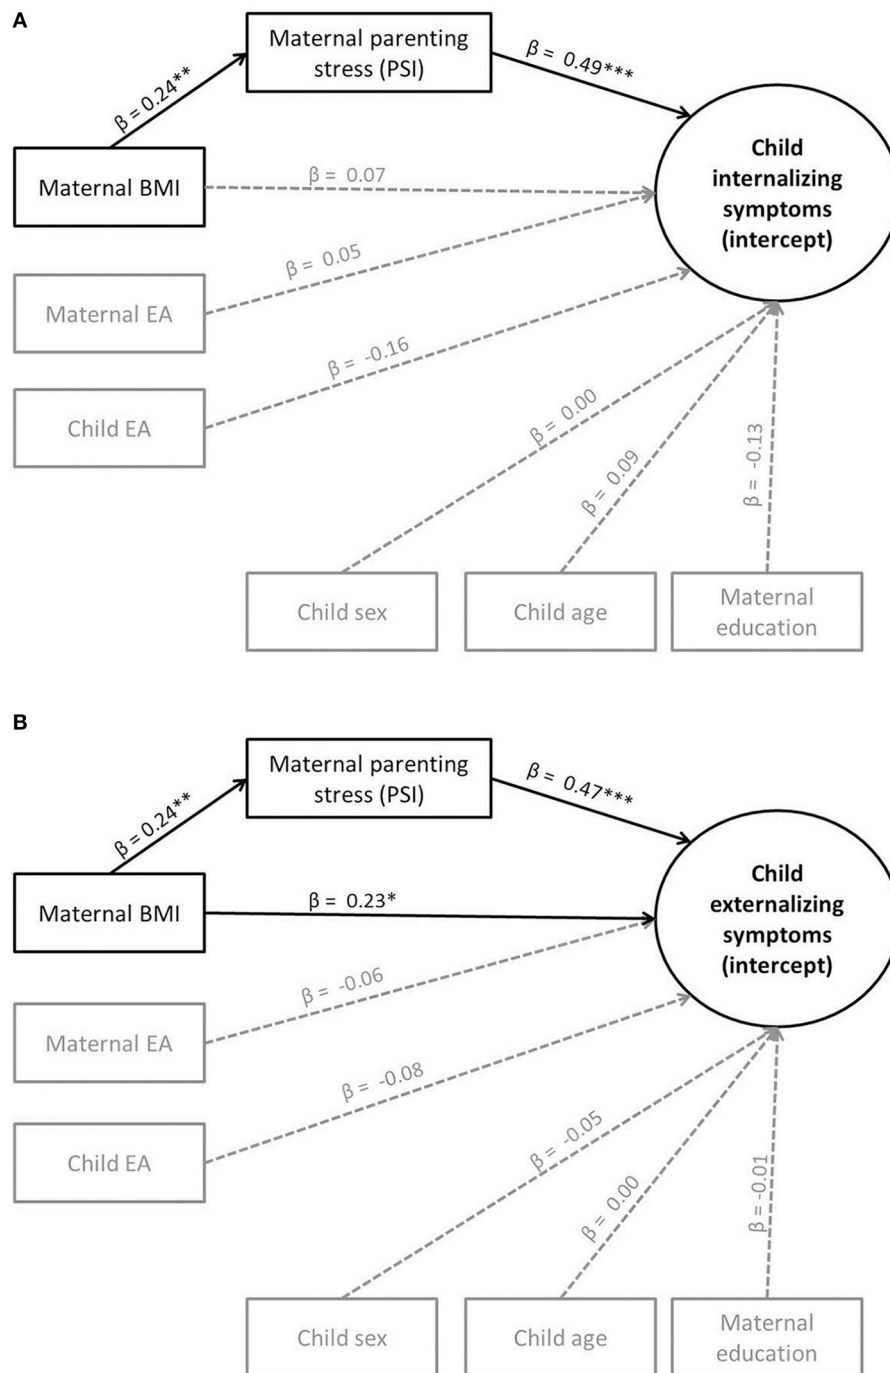 A
Maternal parenting
stress (PSI)
β = 0.49***
β = 0.24**
Child
internalizing
symptoms
(intercept)
Maternal BMI
β = 0.07
Maternal EA
β = 0.05
Child EA
β = -0.16
β = 0.00
β = 0.09
β = -0.13
Child sex
Child age
Maternal
education
B
Maternal parenting
stress (PSI)
β = 0.47***
β = 0.24**
Child
externalizing
symptoms
(intercept)
Maternal BMI
β = 0.23*
Maternal EA
β = -0.06
Child EA
β = -0.08
β = -0.05
β = 0.00
β = -0.01
Child sex
Child age
Maternal
education